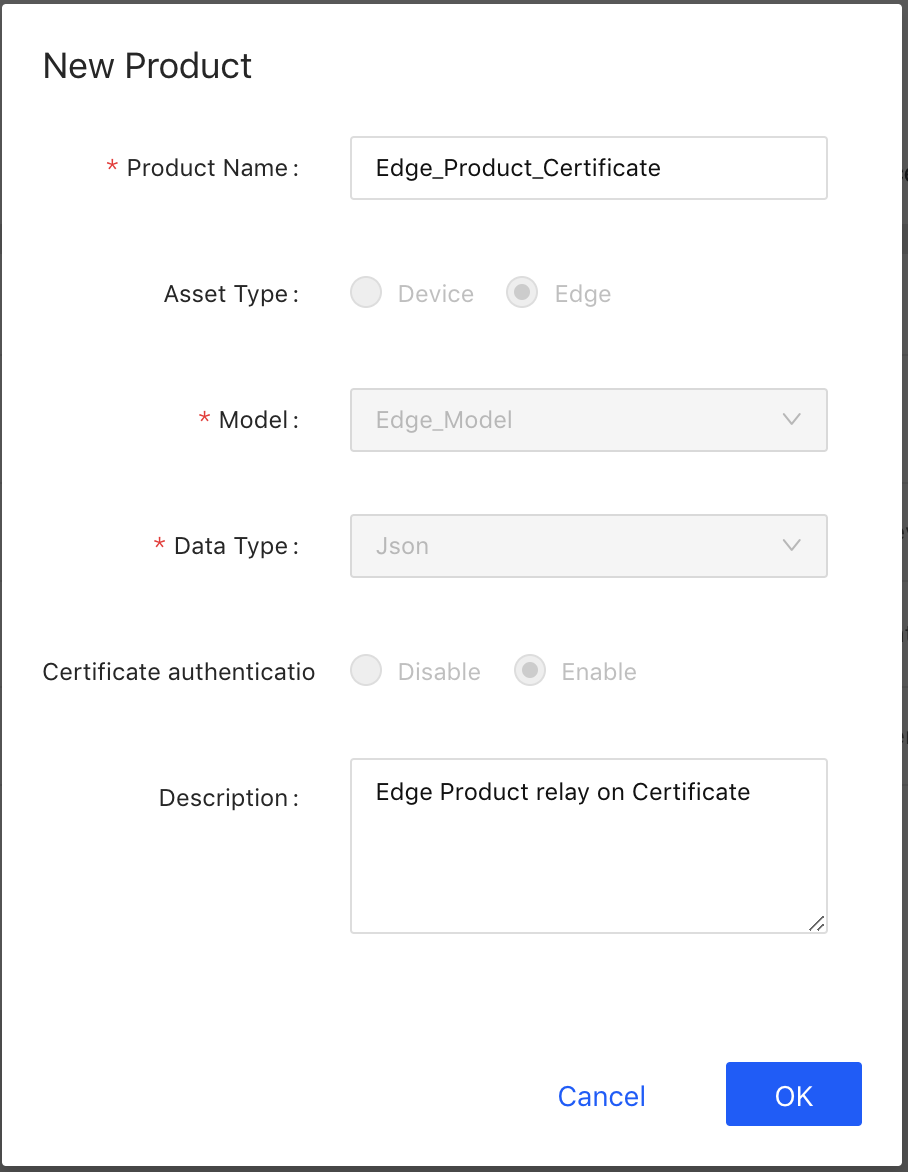 New Product
* Product Name: Edge_Product_Certificate
Asset Type: Device Edge
* Model: Edge_Model
* Data Type: Json
Certificate authenticatio Disable Enable
Description: Edge Product relay on Certificate
Cancel OK